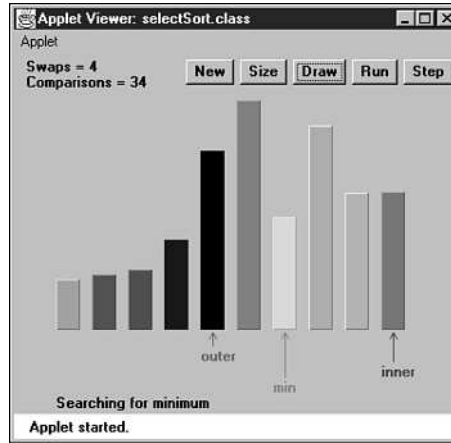 Applet Viewer: selectSort.class
Applet
Swaps = 4
Comparisons = 34
New Size Draw Run Step
outer
min
inner
Searching for minimum
Applet started.